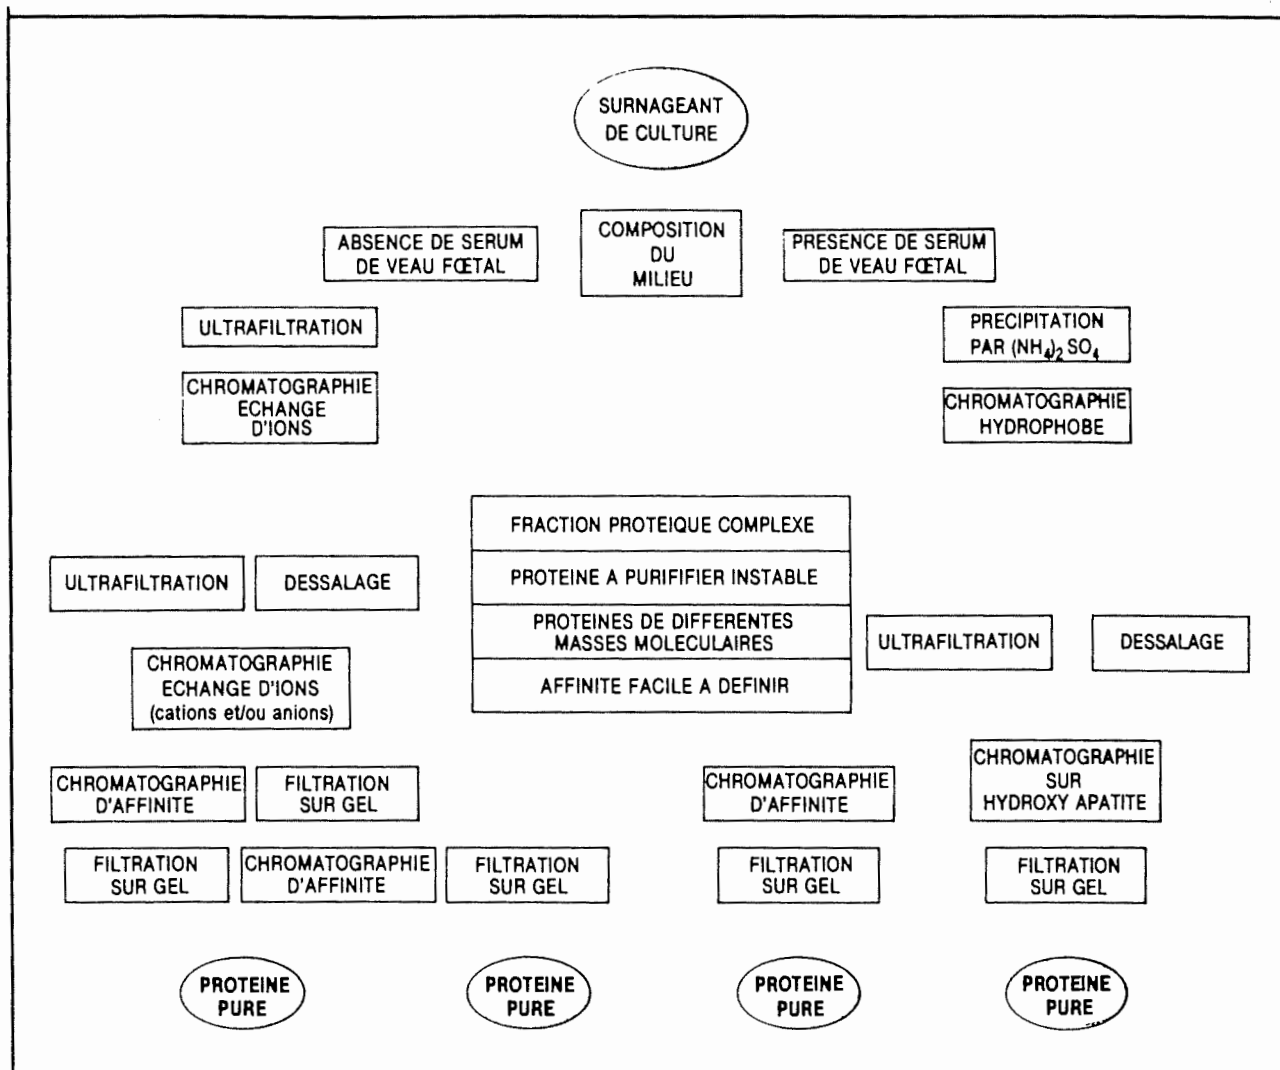 SURNAGEANT
DE CULTURE
ABSENCE DE SERUM
DE VEAU FŒTAL
COMPOSITION
DU
MILIEU
PRESENCE DE SERUM
DE VEAU FŒTAL
ULTRAFILTRATION
PRECIPITATION
PAR (NH₄)₂ SO₄
CHROMATOGRAPHIE
ECHANGE
D'IONS
CHROMATOGRAPHIE
HYDROPHOBE
FRACTION PROTEIQUE COMPLEXE
PROTEINE A PURIFIFIER INSTABLE
PROTEINES DE DIFFERENTES
MASSES MOLECULAIRES
AFFINITE FACILE A DEFINIR
ULTRAFILTRATION
DESSALAGE
ULTRAFILTRATION
DESSALAGE
CHROMATOGRAPHIE
ECHANGE D'IONS
(cations et/ou anions)
CHROMATOGRAPHIE
D'AFFINITE
FILTRATION
SUR GEL
CHROMATOGRAPHIE
D'AFFINITE
CHROMATOGRAPHIE
SUR
HYDROXY APATITE
FILTRATION
SUR GEL
CHROMATOGRAPHIE
D'AFFINITE
FILTRATION
SUR GEL
FILTRATION
SUR GEL
FILTRATION
SUR GEL
PROTEINE
PURE
PROTEINE
PURE
PROTEINE
PURE
PROTEINE
PURE